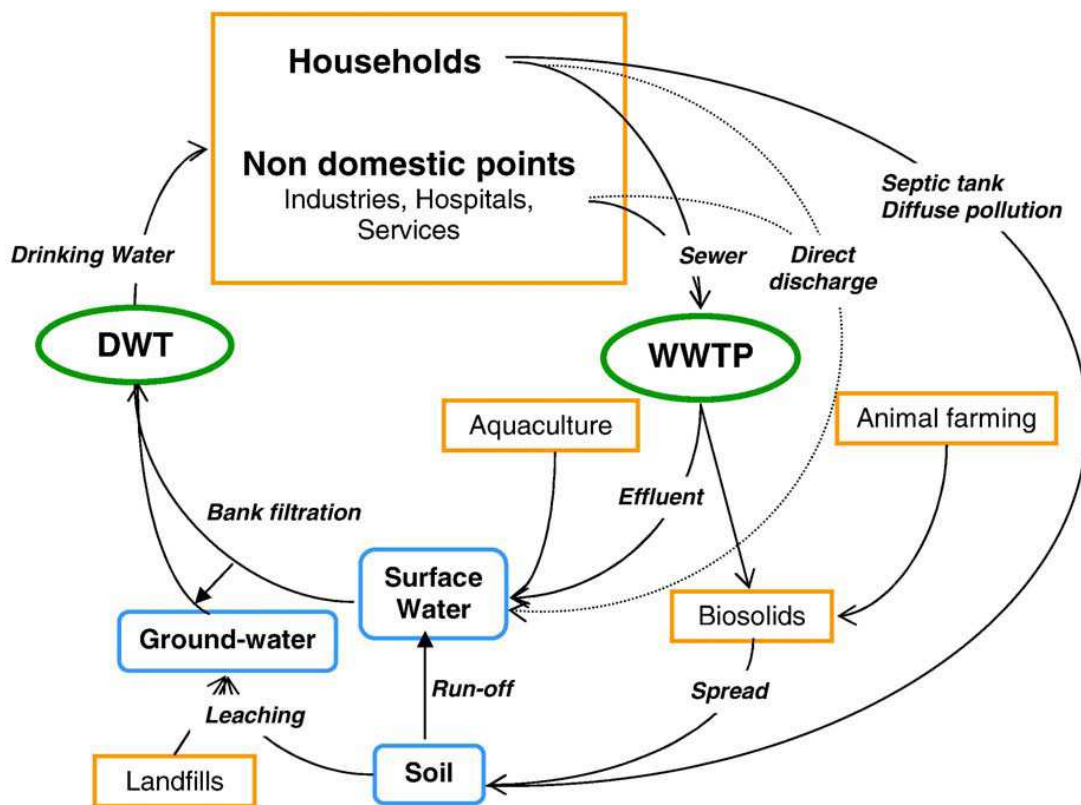 Households
Non domestic points
Industries, Hospitals,
Services
Septic tank
Diffuse pollution
Drinking Water
Sewer
Direct
discharge
DWT
WWTP
Aquaculture
Animal farming
Bank filtration
Effluent
Surface
Water
Biosolids
Ground-water
Run-off
Spread
Leaching
Landfills
Soil